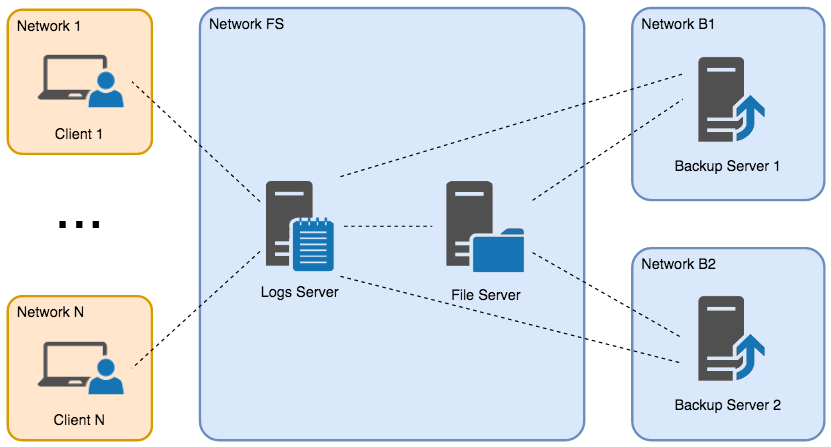 Network 1
Client 1
...
Network N
Client N
Network FS
Logs Server
File Server
Network B1
Backup Server 1
Network B2
Backup Server 2